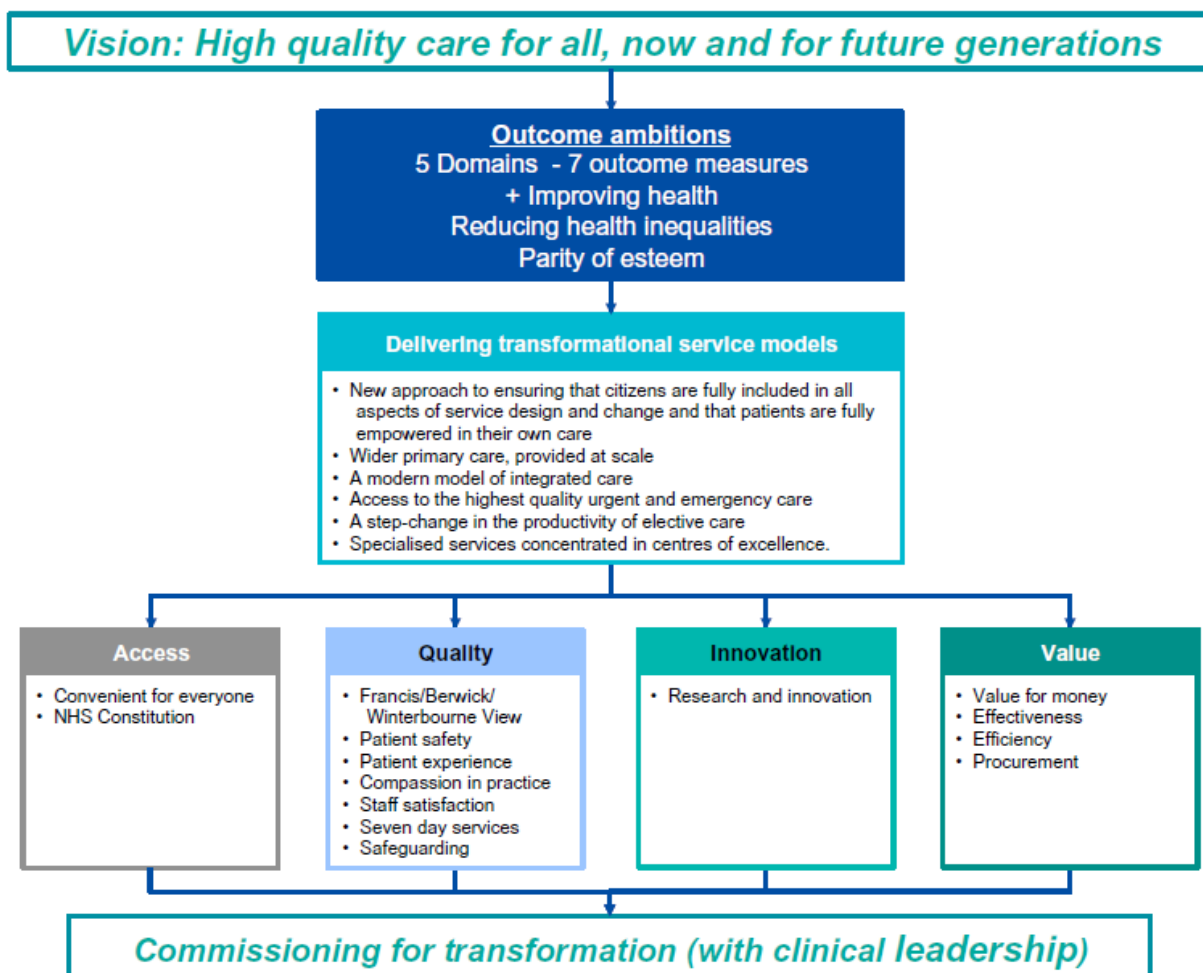 Vision: High quality care for all, now and for future generations
Outcome ambitions
5 Domains - 7 outcome measures
+ Improving health
Reducing health inequalities
Parity of esteem
Delivering transformational service models
• New approach to ensuring that citizens are fully included in all
aspects of service design and change and that patients are fully
empowered in their own care
• Wider primary care, provided at scale
• A modern model of integrated care
• Access to the highest quality urgent and emergency care
• A step-change in the productivity of elective care
• Specialised services concentrated in centres of excellence.
Access
• Convenient for everyone
• NHS Constitution
Quality
• Francis/Berwick/
Winterbourne View
• Patient safety
• Patient experience
• Compassion in practice
• Staff satisfaction
• Seven day services
• Safeguarding
Innovation
• Research and innovation
Value
• Value for money
• Effectiveness
• Efficiency
• Procurement
Commissioning for transformation (with clinical leadership)